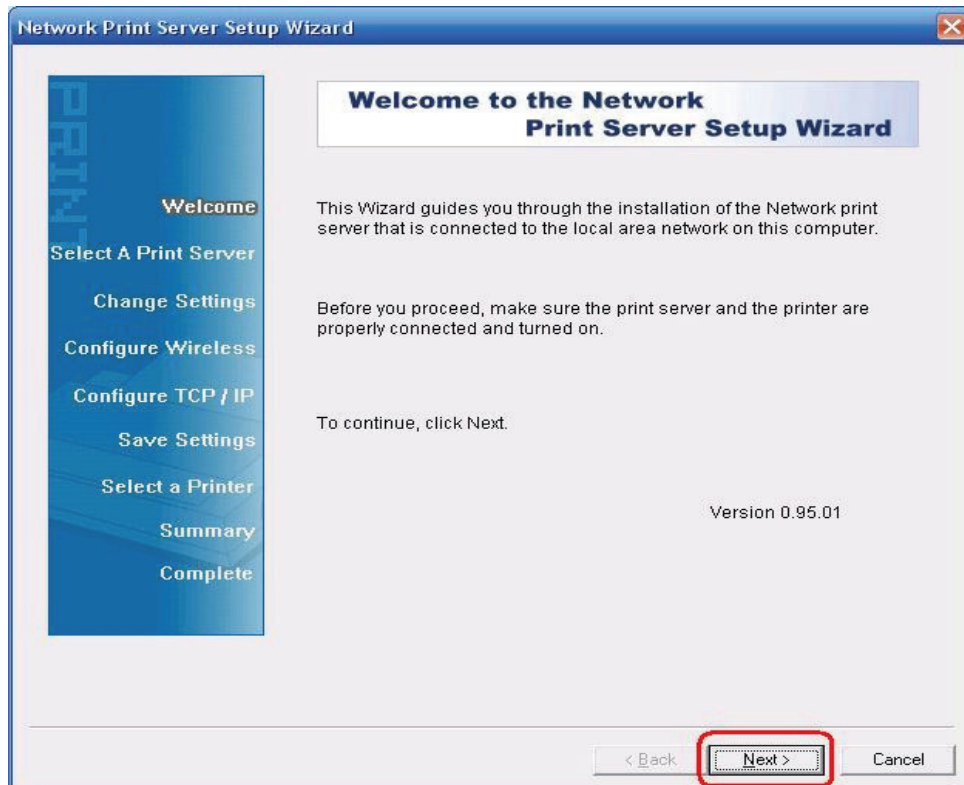 Network Print Server Setup Wizard
PRINT
Welcome
Select A Print Server
Change Settings
Configure Wireless
Configure TCP / IP
Save Settings
Select a Printer
Summary
Complete
Welcome to the Network
Print Server Setup Wizard
This Wizard guides you through the installation of the Network print
server that is connected to the local area network on this computer.
Before you proceed, make sure the print server and the printer are
properly connected and turned on.
To continue, click Next.
Version 0.95.01
< Back
Next >
Cancel